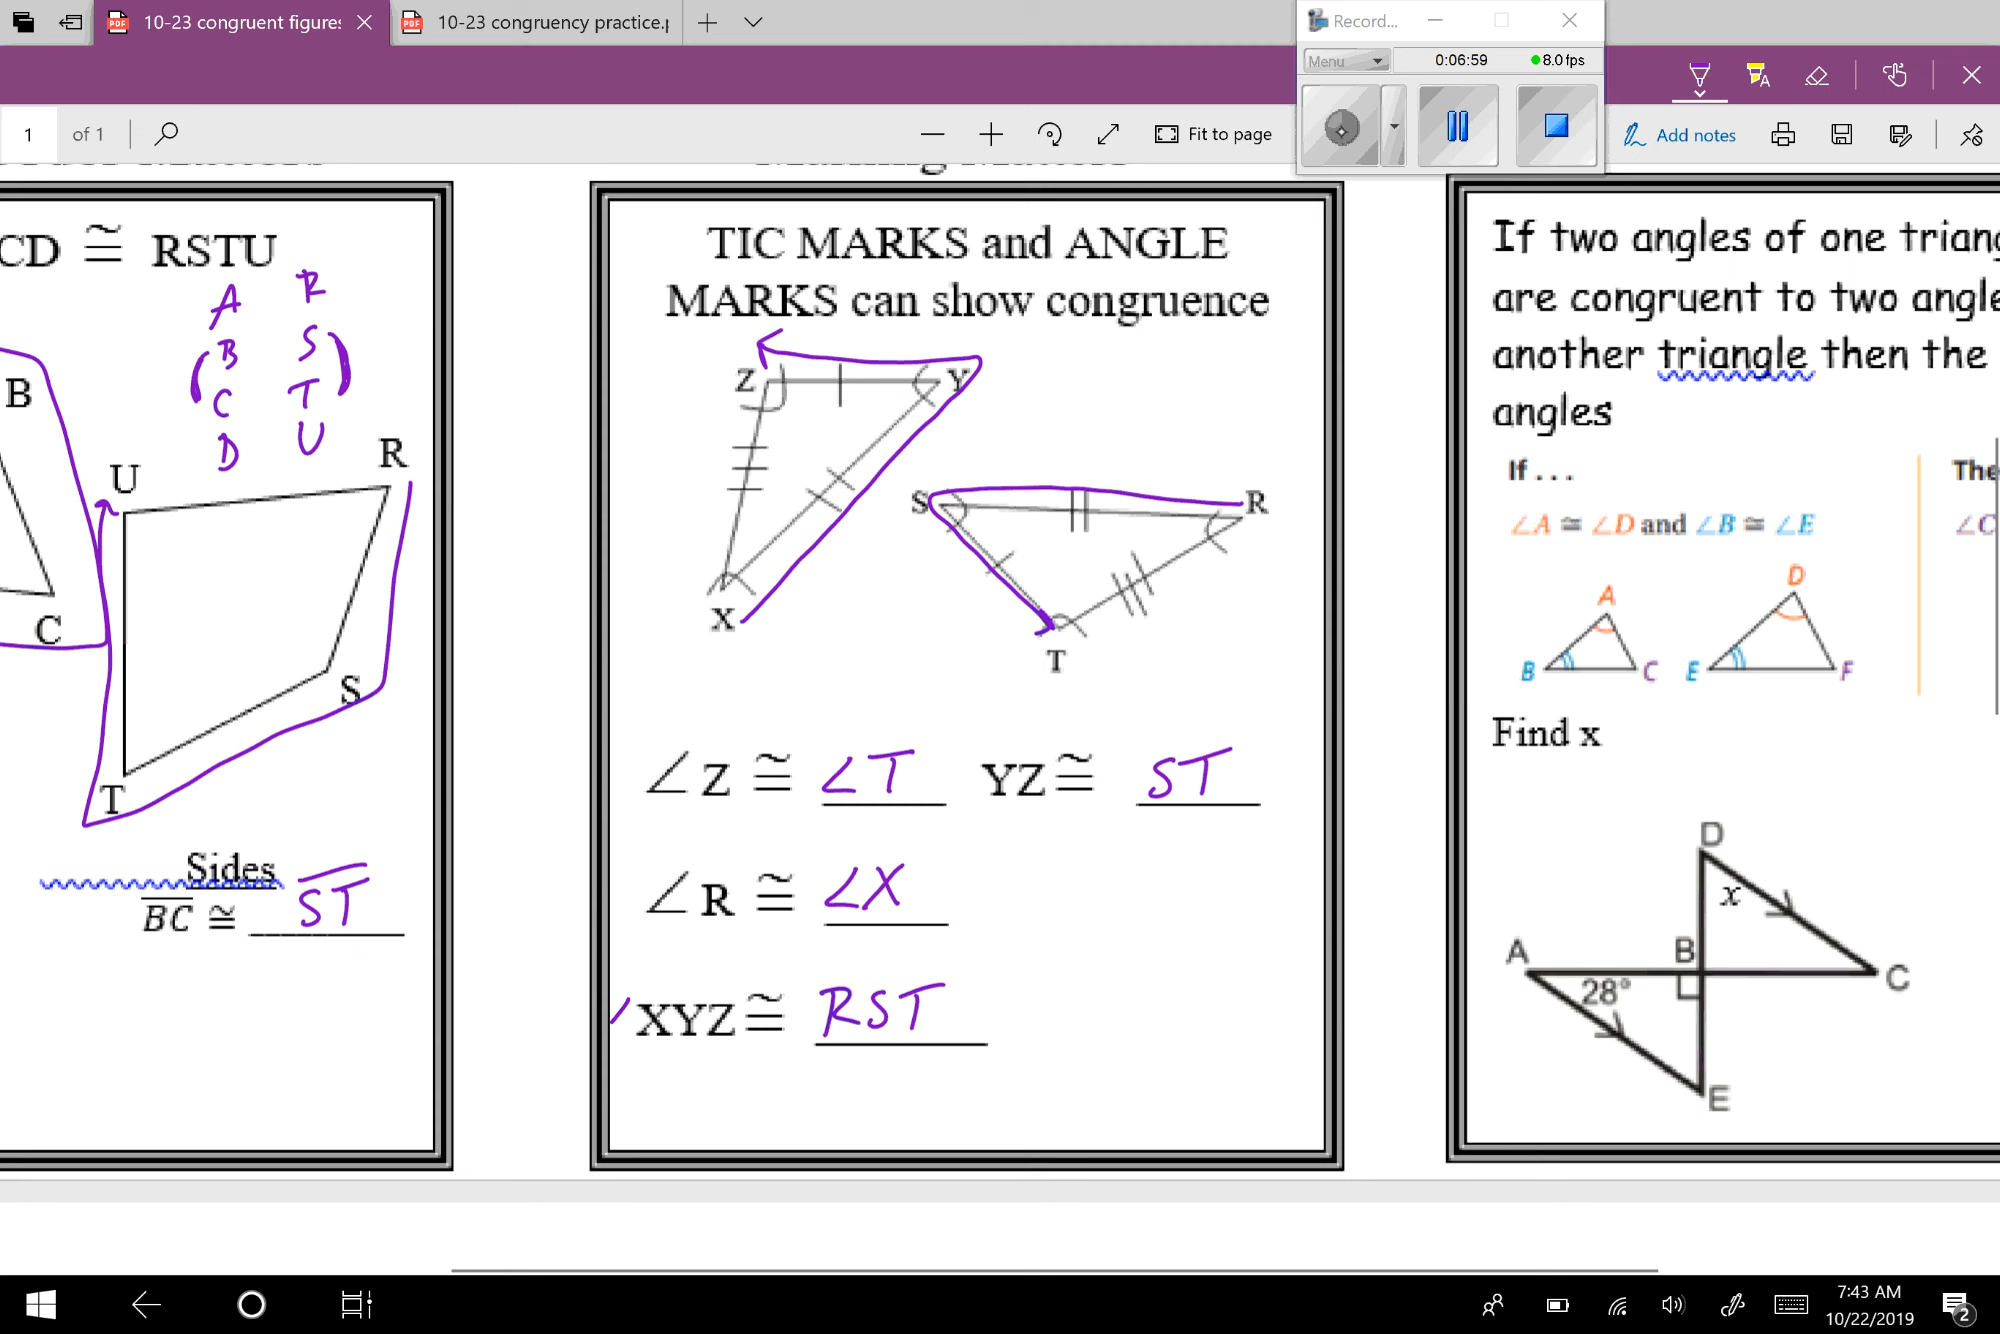 10-23 congruent figures
10-23 congruency practice.p
Record...
Menu
0:06:59
8.0 fps
1 of 1
Fit to page
Add notes
CD ≅ RSTU
A R
B S
C T
D U
B
C
U
R
S
T
Sides
BC ≅ ST
TIC MARKS and ANGLE
MARKS can show congruence
Z
Y
X
S
R
T
∠Z ≅ ∠T YZ ≅ ST
∠R ≅ ∠X
XYZ ≅ RST
If two angles of one triang
are congruent to two angle
another triangle then the
angles
If . . .
The
∠A ≅ ∠D and ∠B ≅ ∠E
∠C
A
B
C
D
E
F
Find x
D
x
A
B
C
28°
E
7:43 AM
10/22/2019
2